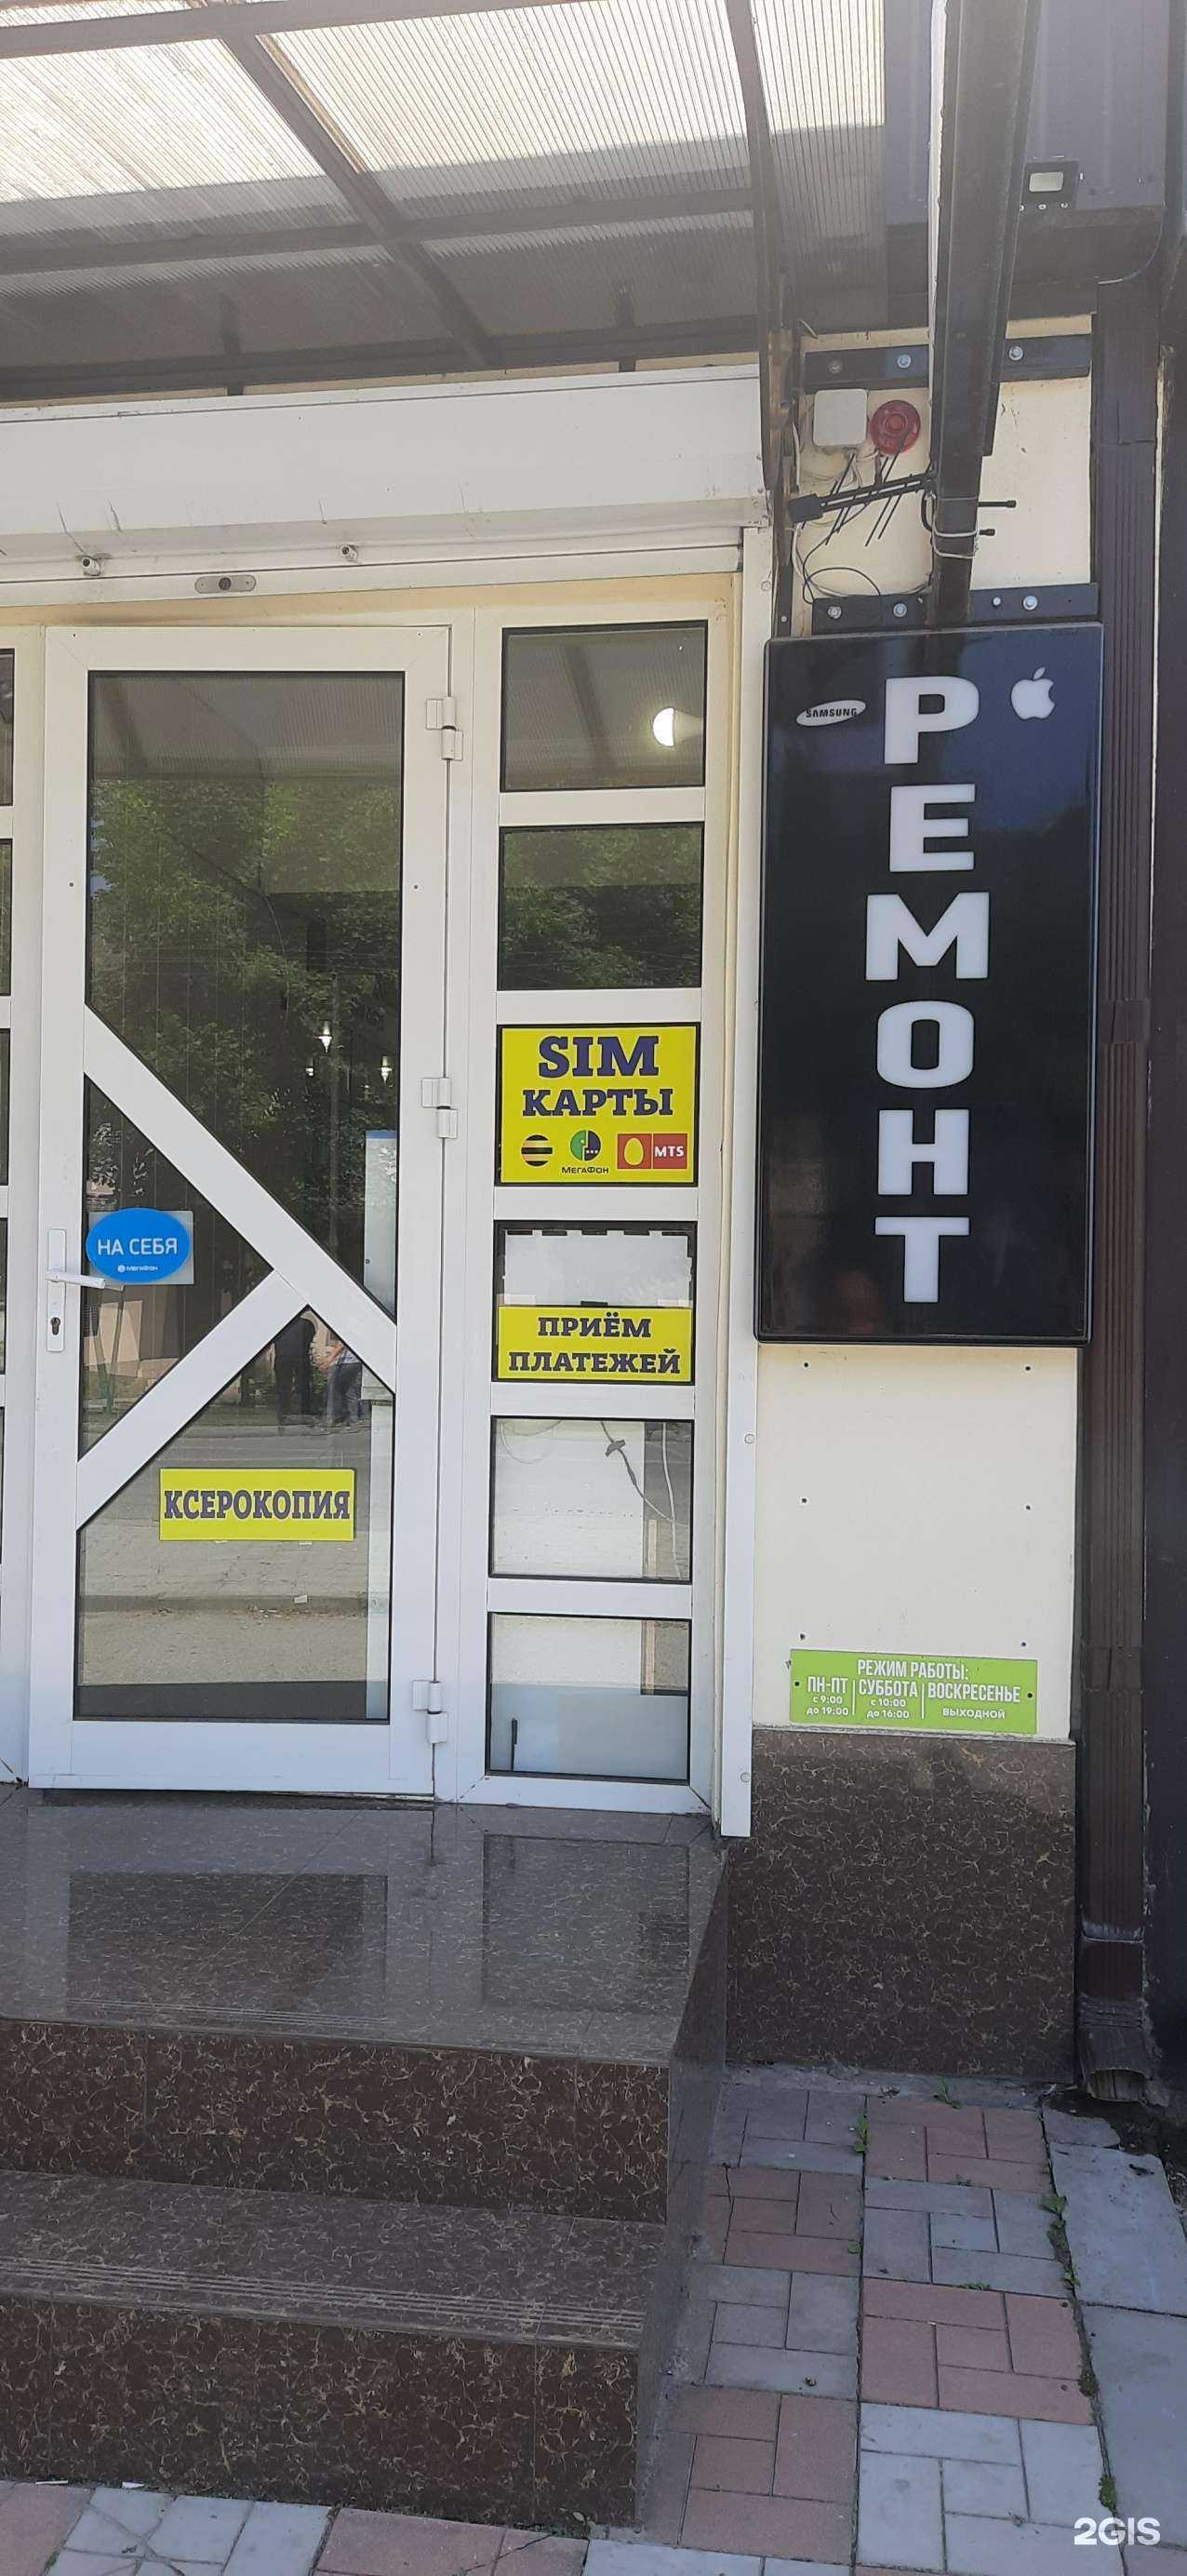 SAMSUNG
РЕМОНТ
SIM
КАРТЫ
МЕГАФОН
МТS
НА СЕБЯ
МЕГАФОН
ПРИЁМ
ПЛАТЕЖЕЙ
КСЕРОКОПИЯ
РЕЖИМ РАБОТЫ:
ПН-ПТ СУББОТА ВОСКРЕСЕНЬЕ
с 9:00 с 10:00
до 19:00 до 16:00 ВЫХОДНОЙ
2GIS